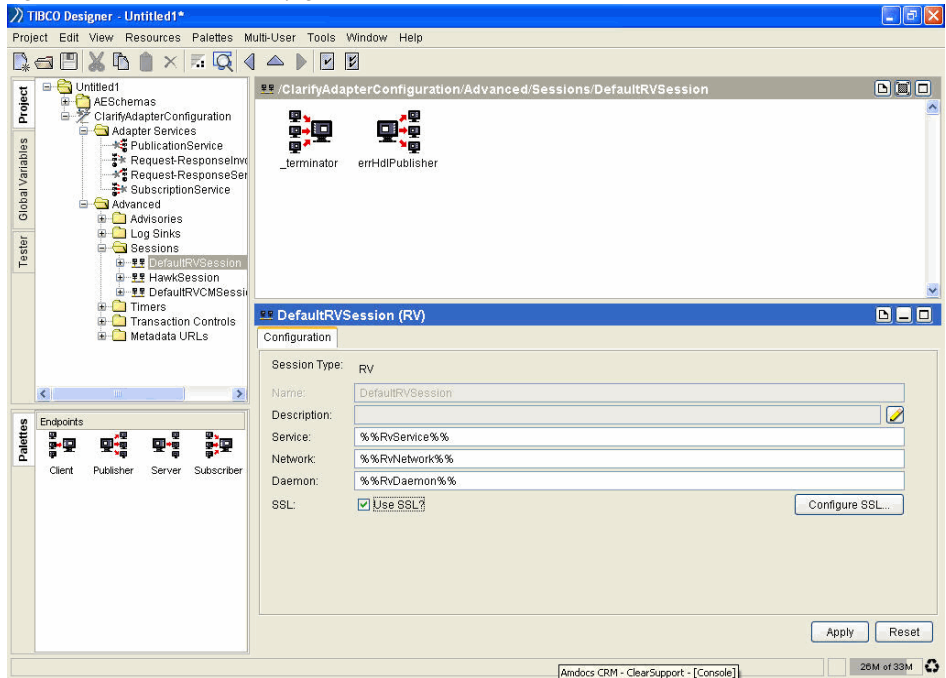 TIBCO Designer - Untitled1*
Project Edit View Resources Palettes Multi-User Tools Window Help
Project
Global Variables
Tester
Untitled1
AESchemas
ClarifyAdapterConfiguration
Adapter Services
PublicationService
Request-ResponseInvo
Request-ResponseSer
SubscriptionService
Advanced
Advisories
Log Sinks
Sessions
DefaultRVSession
HawkSession
DefaultRVCMSessi
Timers
Transaction Controls
Metadata URLs
/ClarifyAdapterConfiguration/Advanced/Sessions/DefaultRVSession
_terminator errHdlPublisher
DefaultRVSession (RV)
Configuration
Session Type: RV
Name: DefaultRVSession
Description:
Service: %%RvService%%
Network: %%RvNetwork%%
Daemon: %%RvDaemon%%
SSL: Use SSL? Configure SSL...
Palettes
Endpoints
Client Publisher Server Subscriber
Apply Reset
26M of 33M
Amdocs CRM - ClearSupport - [Console]